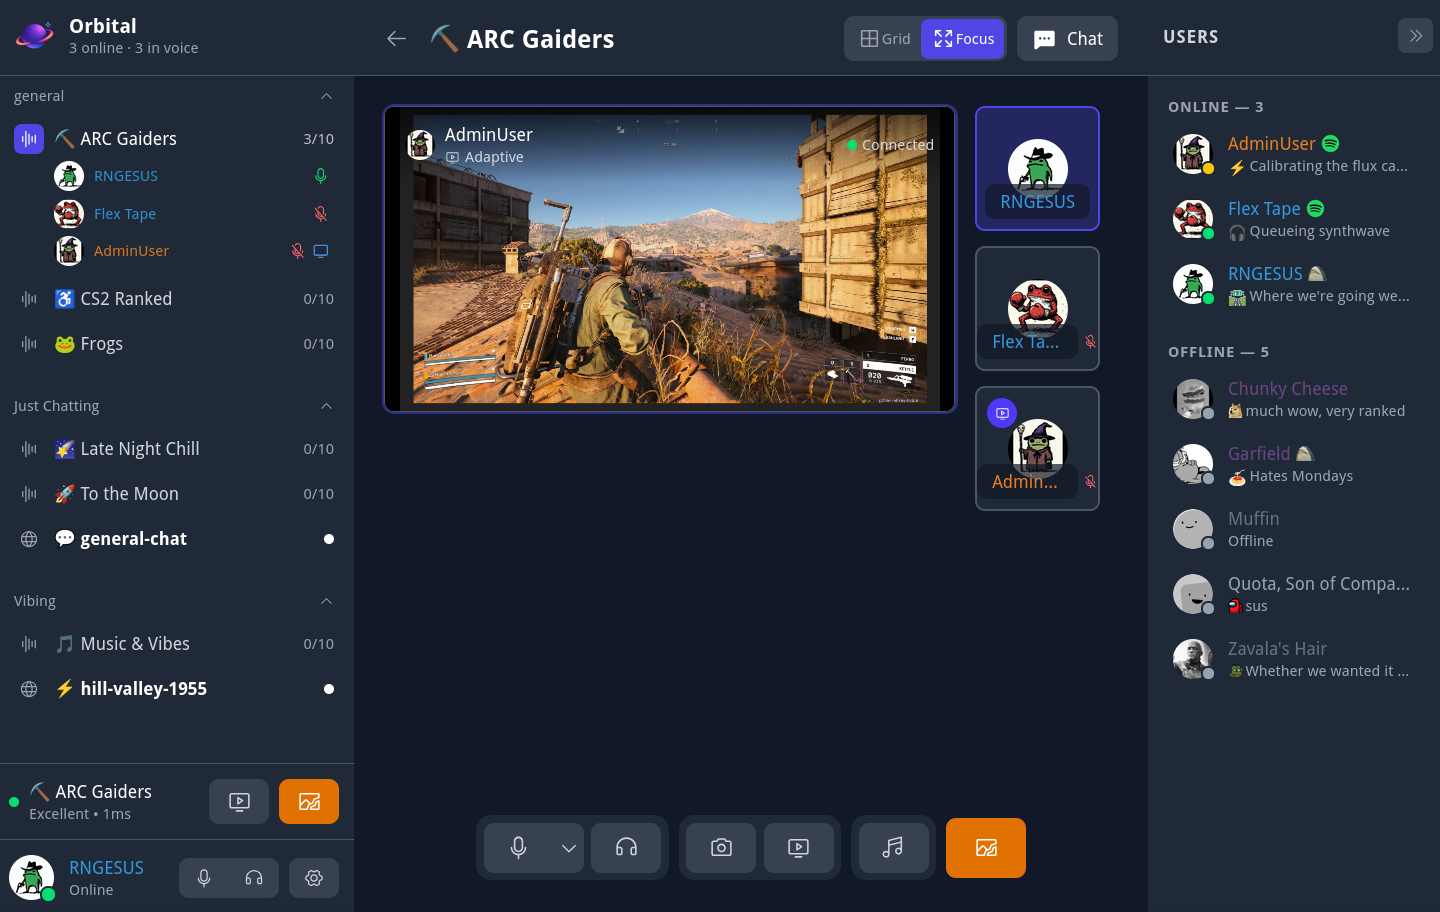 Orbital
3 online · 3 in voice
ARC Gaiders
Grid
Focus
Chat
USERS
general
ARC Gaiders
3/10
RNGESUS
Flex Tape
AdminUser
CS2 Ranked
0/10
Frogs
0/10
Just Chatting
Late Night Chill
0/10
To the Moon
0/10
general-chat
Vibing
Music & Vibes
0/10
hill-valley-1955
ARC Gaiders
Excellent • 1ms
RNGESUS
Online
AdminUser
Adaptive
Connected
020
RNGESUS
Flex Ta...
Admin...
ONLINE — 3
AdminUser
Calibrating the flux ca...
Flex Tape
Queueing synthwave
RNGESUS
Where we're going we...
OFFLINE — 5
Chunky Cheese
much wow, very ranked
Garfield
Hates Mondays
Muffin
Offline
Quota, Son of Compa...
sus
Zavala's Hair
Whether we wanted it ...